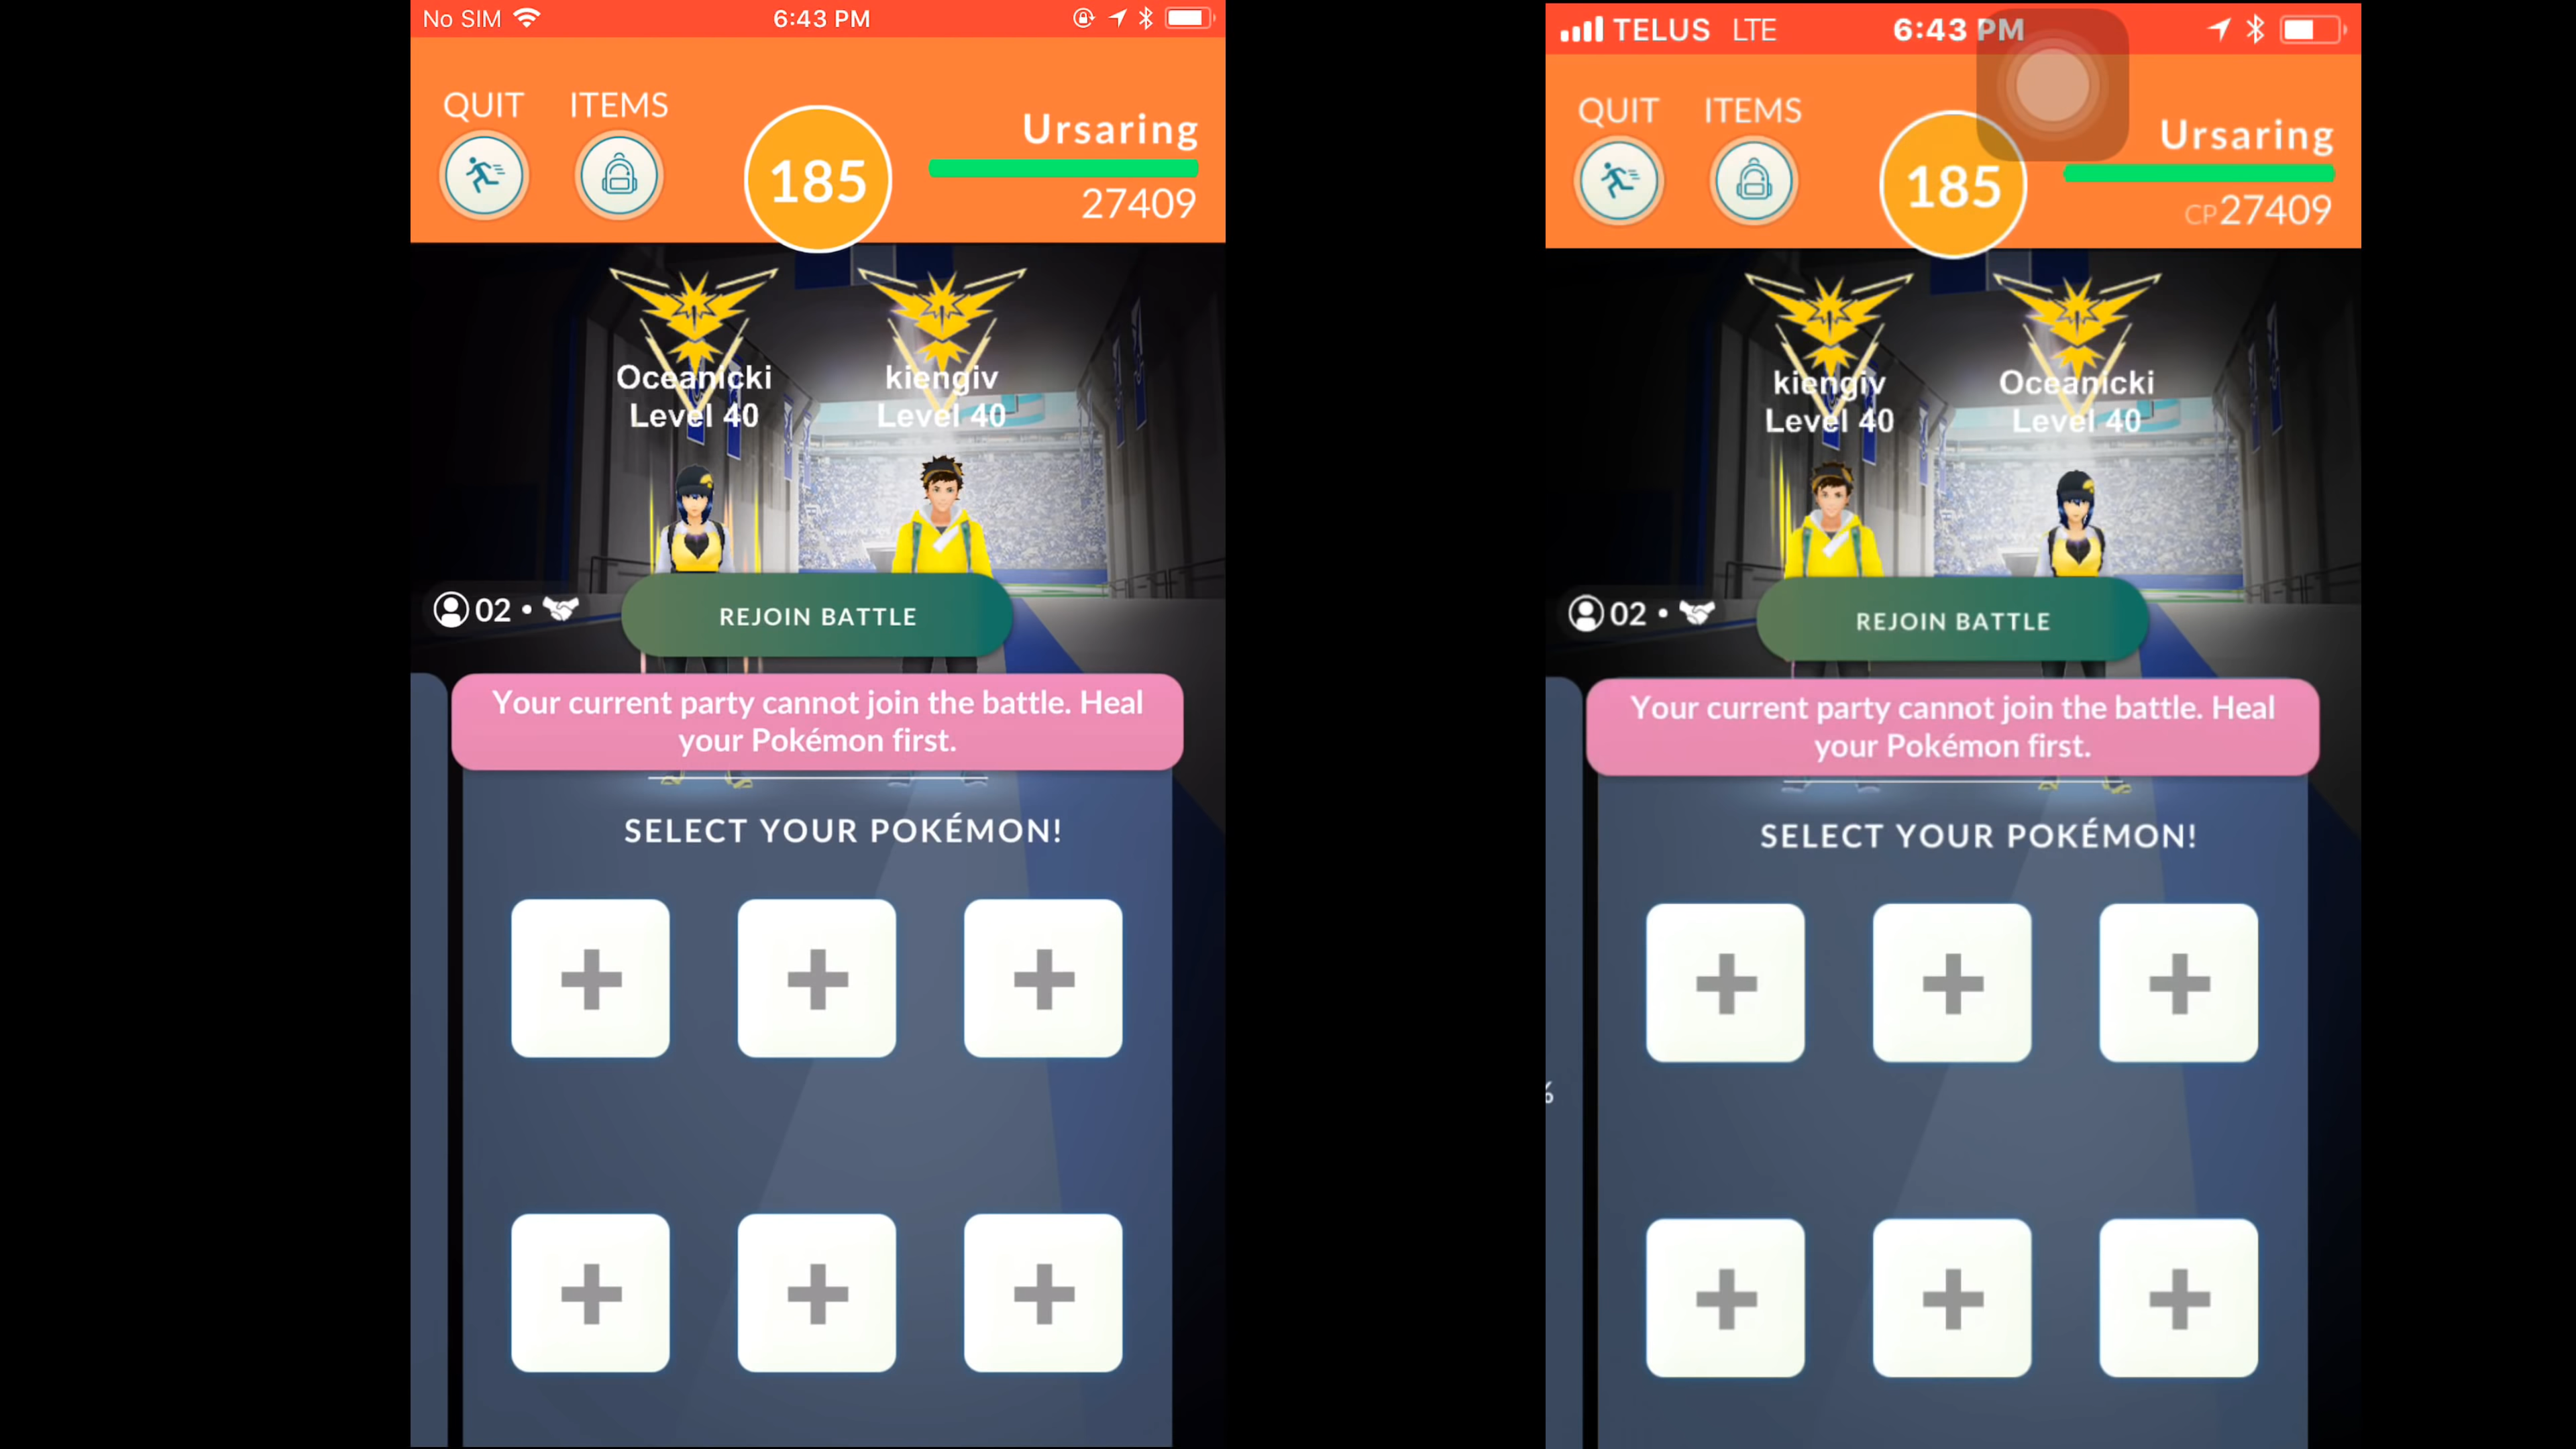 No SIM 6:43 PM
QUIT ITEMS
185
Ursaring
27409
Oceanicki
Level 40
kiengiv
Level 40
02 •
REJOIN BATTLE
Your current party cannot join the battle. Heal
your Pokémon first.
SELECT YOUR POKÉMON!
TELUS LTE 6:43 PM
QUIT ITEMS
185
Ursaring
CP27409
kiengiv
Level 40
Oceanicki
Level 40
02 •
REJOIN BATTLE
Your current party cannot join the battle. Heal
your Pokémon first.
SELECT YOUR POKÉMON!
%